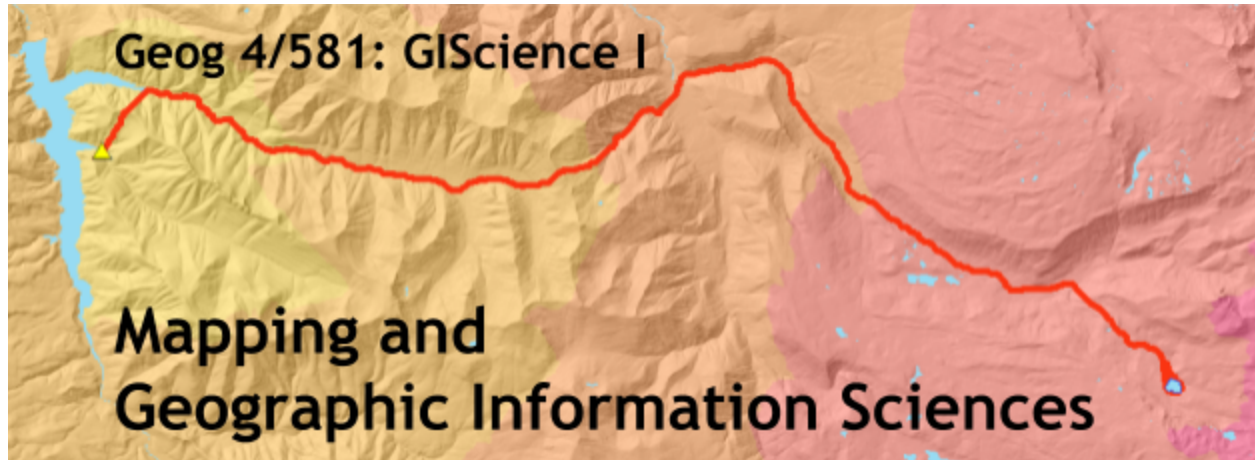 Geog 4/581: GIScience I
Mapping and
Geographic Information Sciences